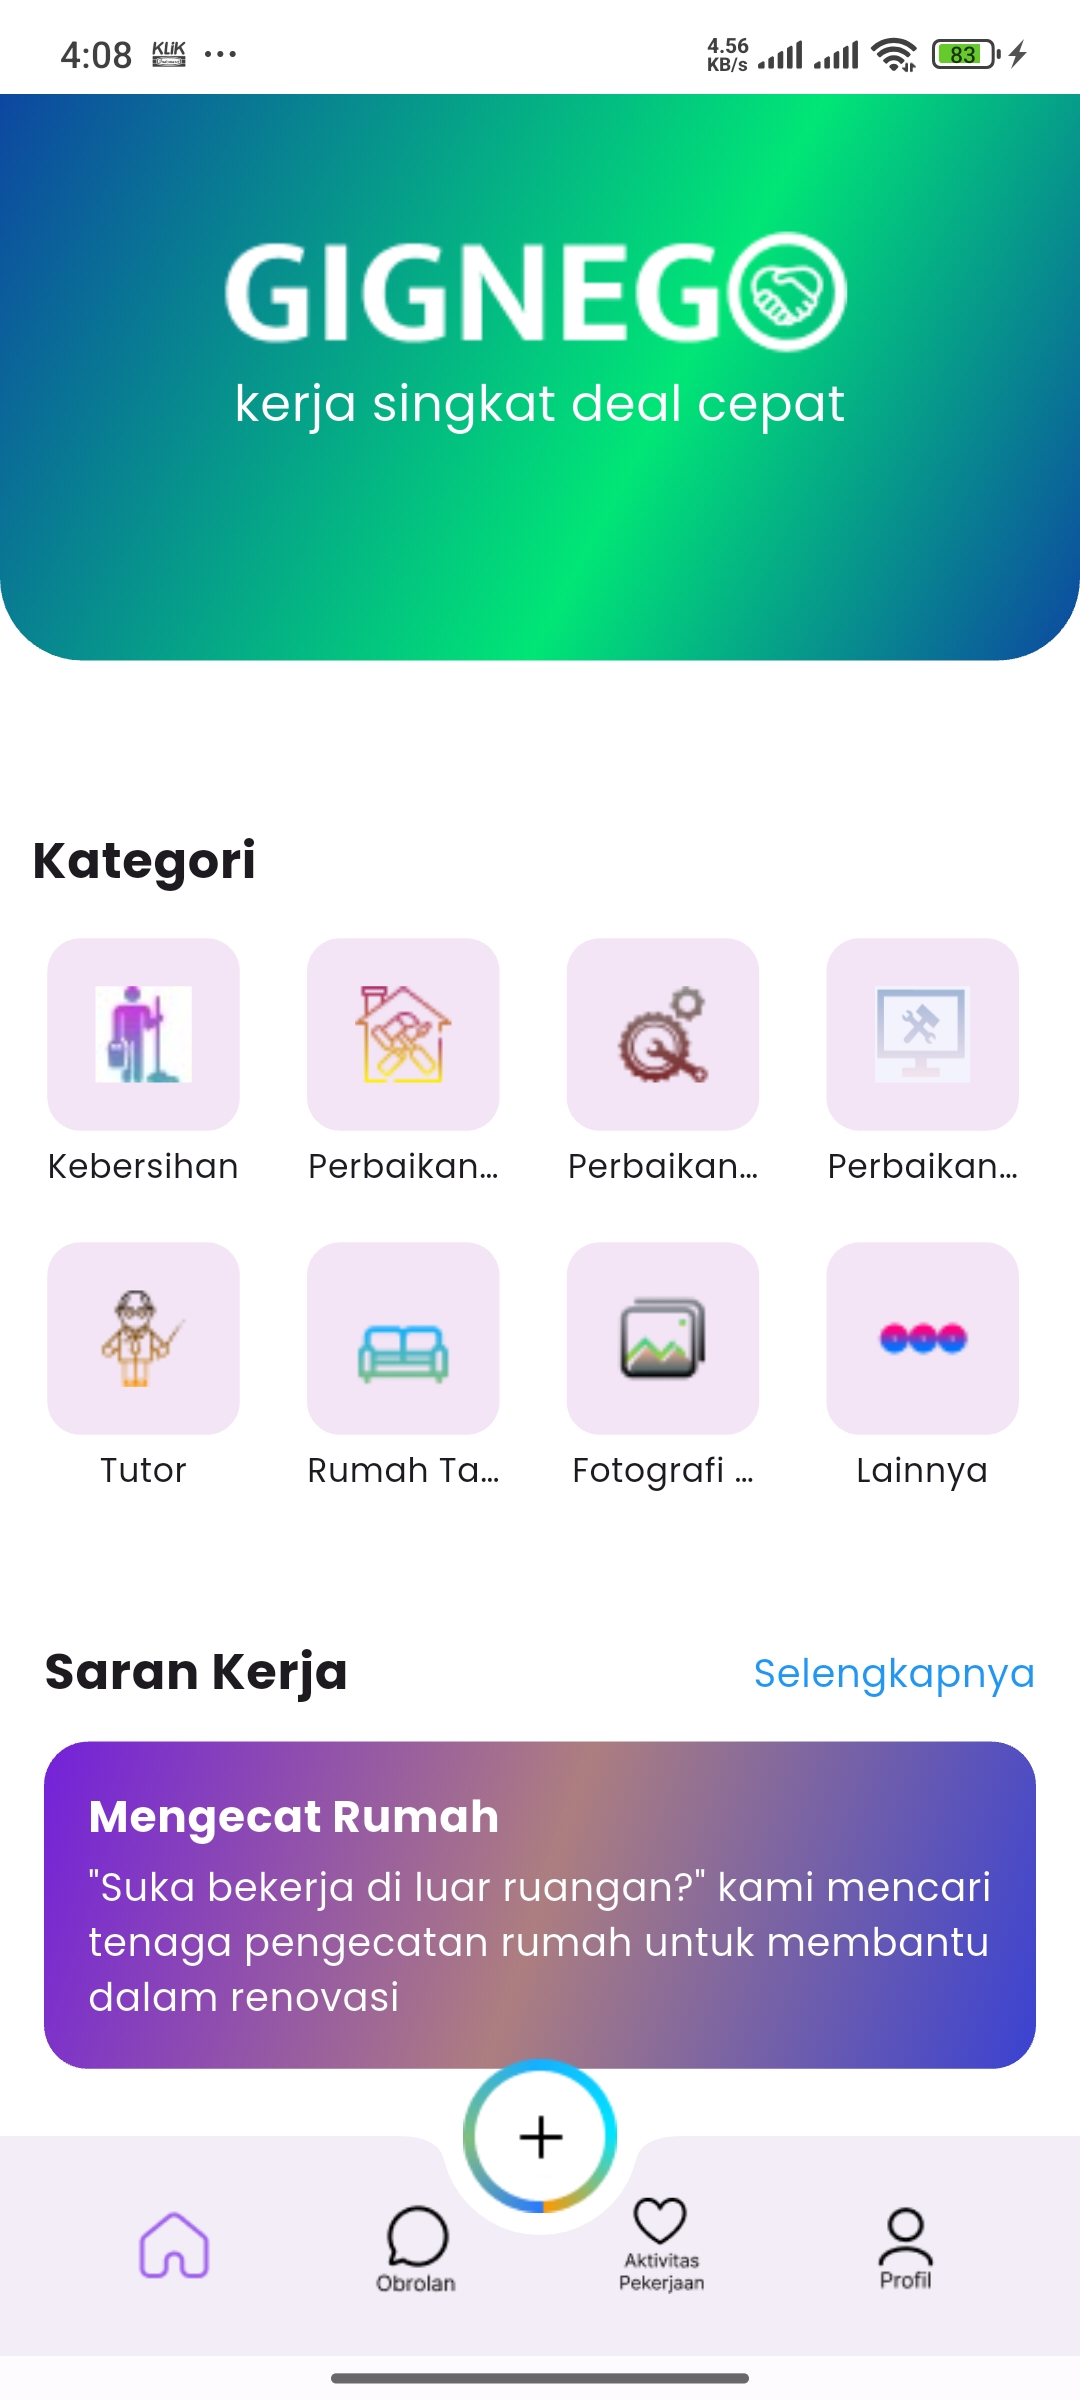 4:08 KLiK ...
4.56
KB/s
83
GIGNEGO
kerja singkat deal cepat
Kategori
Kebersihan
Perbaikan...
Perbaikan...
Perbaikan...
Tutor
Rumah Ta...
Fotografi ...
Lainnya
Saran Kerja
Selengkapnya
Mengecat Rumah
"Suka bekerja di luar ruangan?" kami mencari
tenaga pengecatan rumah untuk membantu
dalam renovasi
Obrolan
Aktivitas
Pekerjaan
Profil